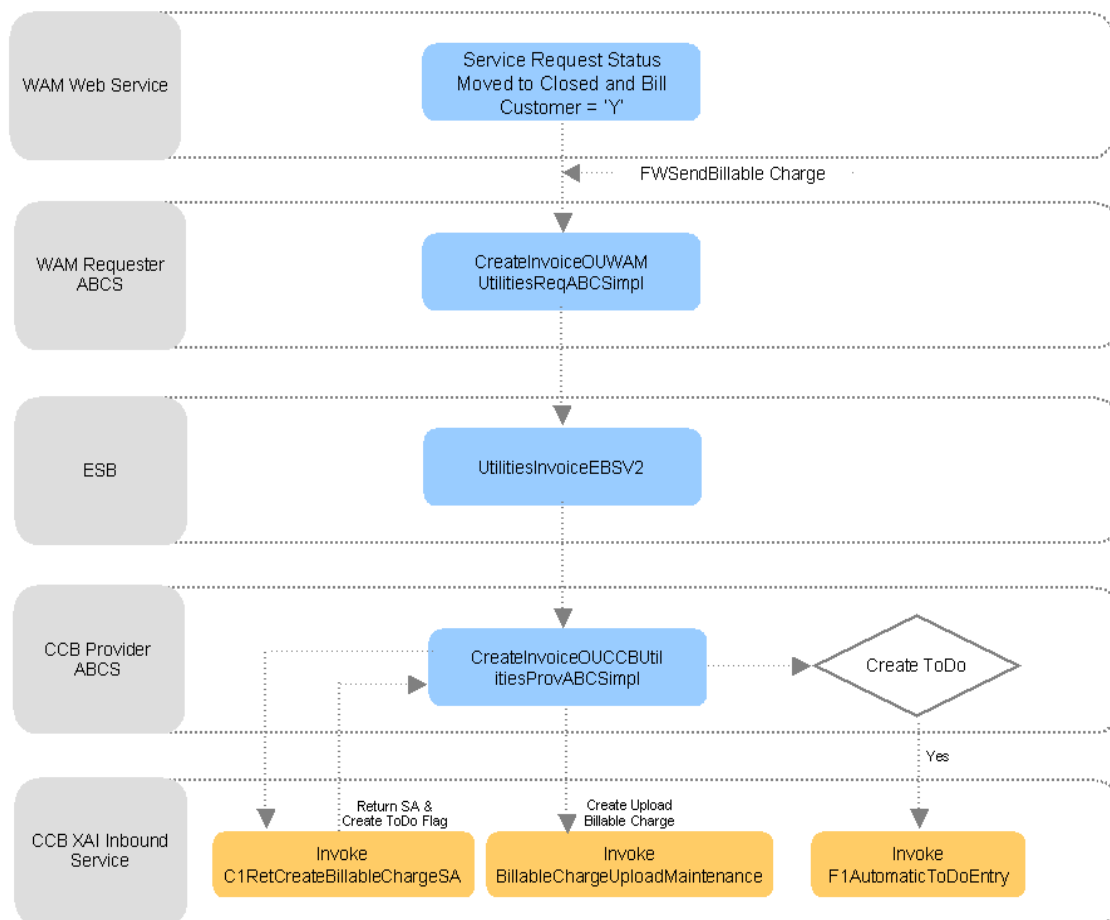 WAM Web Service
Service Request Status
Moved to Closed and Bill
Customer = 'Y'
FWSendBillable Charge
WAM Requester
ABCS
CreateInvoiceOUWAM
UtilitiesReqABCSimpl
ESB
UtilitiesInvoiceEBSV2
CCB Provider
ABCS
CreateInvoiceOUCCBUtil
itiesProvABCSimpl
Create ToDo
Yes
CCB XAI Inbound
Service
Return SA &
Create ToDo Flag
Create Upload
Billable Charge
Invoke
C1RetCreateBillableChargeSA
Invoke
BillableChargeUploadMaintenance
Invoke
F1AutomaticToDoEntry